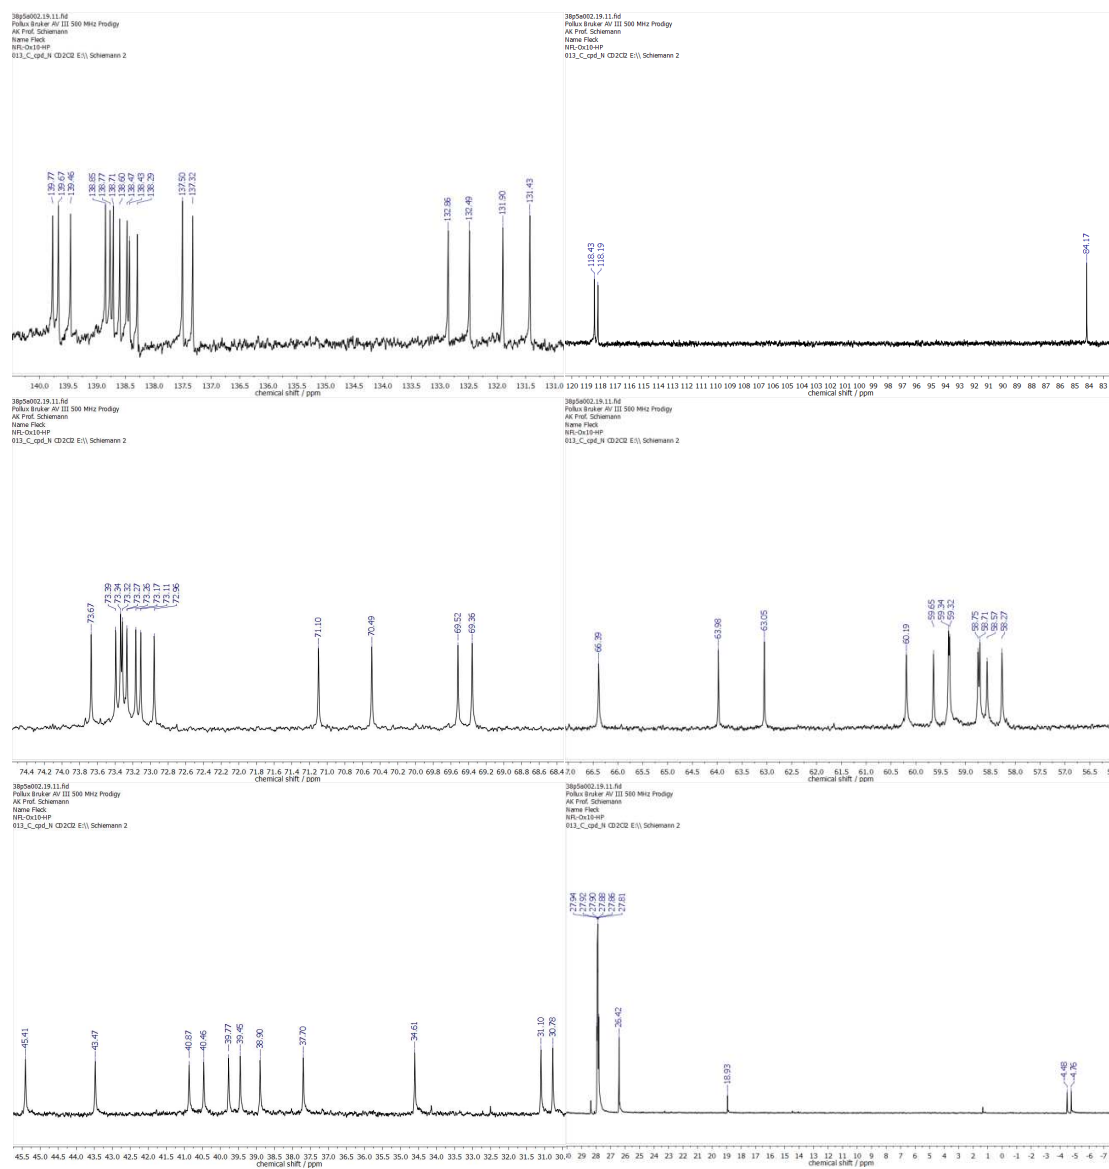 38p5a002.19.11.fid
Pollux Bruker AV III 500 MHz Prodigy
AK Prof. Schiemann
Name Fleck
NFL-Ox10-HP
013_C_cpd_N CD2Cl2 E:\\ Schiemann 2
139.77
139.67
139.46
138.85
138.77
138.71
138.60
138.47
138.43
138.29
137.50
137.32
132.86
132.49
131.90
131.43
140.0 139.5 139.0 138.5 138.0 137.5 137.0 136.5 136.0 135.5 135.0 134.5 134.0 133.5 133.0 132.5 132.0 131.5 131.0
chemical shift / ppm
38p5a002.19.11.fid
Pollux Bruker AV III 500 MHz Prodigy
AK Prof. Schiemann
Name Fleck
NFL-Ox10-HP
013_C_cpd_N CD2Cl2 E:\\ Schiemann 2
118.43
118.19
84.17
120 119 118 117 116 115 114 113 112 111 110 109 108 107 106 105 104 103 102 101 100 99 98 97 96 95 94 93 92 91 90 89 88 87 86 85 84 83
chemical shift / ppm
38p5a002.19.11.fid
Pollux Bruker AV III 500 MHz Prodigy
AK Prof. Schiemann
Name Fleck
NFL-Ox10-HP
013_C_cpd_N CD2Cl2 E:\\ Schiemann 2
73.67
73.39
73.34
73.32
73.27
73.26
73.17
73.11
72.96
71.10
70.49
69.52
69.36
74.4 74.2 74.0 73.8 73.6 73.4 73.2 73.0 72.8 72.6 72.4 72.2 72.0 71.8 71.6 71.4 71.2 71.0 70.8 70.6 70.4 70.2 70.0 69.8 69.6 69.4 69.2 69.0 68.8 68.6 68.4
chemical shift / ppm
38p5a002.19.11.fid
Pollux Bruker AV III 500 MHz Prodigy
AK Prof. Schiemann
Name Fleck
NFL-Ox10-HP
013_C_cpd_N CD2Cl2 E:\\ Schiemann 2
66.39
63.98
63.05
60.19
59.65
59.34
59.32
58.75
58.71
58.57
58.27
7.0 66.5 66.0 65.5 65.0 64.5 64.0 63.5 63.0 62.5 62.0 61.5 61.0 60.5 60.0 59.5 59.0 58.5 58.0 57.5 57.0 56.5
chemical shift / ppm
38p5a002.19.11.fid
Pollux Bruker AV III 500 MHz Prodigy
AK Prof. Schiemann
Name Fleck
NFL-Ox10-HP
013_C_cpd_N CD2Cl2 E:\\ Schiemann 2
45.41
43.47
40.87
40.46
39.77
39.45
38.90
37.70
34.61
31.10
30.78
45.5 45.0 44.5 44.0 43.5 43.0 42.5 42.0 41.5 41.0 40.5 40.0 39.5 39.0 38.5 38.0 37.5 37.0 36.5 36.0 35.5 35.0 34.5 34.0 33.5 33.0 32.5 32.0 31.5 31.0 30.
chemical shift / ppm
38p5a002.19.11.fid
Pollux Bruker AV III 500 MHz Prodigy
AK Prof. Schiemann
Name Fleck
NFL-Ox10-HP
013_C_cpd_N CD2Cl2 E:\\ Schiemann 2
27.94
27.92
27.90
27.88
27.86
27.81
26.42
18.93
-4.48
-4.76
29 28 27 26 25 24 23 22 21 20 19 18 17 16 15 14 13 12 11 10 9 8 7 6 5 4 3 2 1 0 -1 -2 -3 -4 -5 -6 -7
chemical shift / ppm